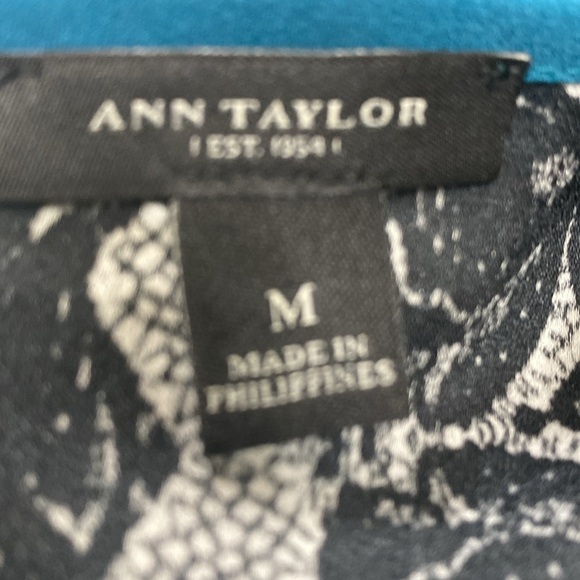 ANN TAYLOR
EST. 1954
M
MADE IN
PHILIPPINES